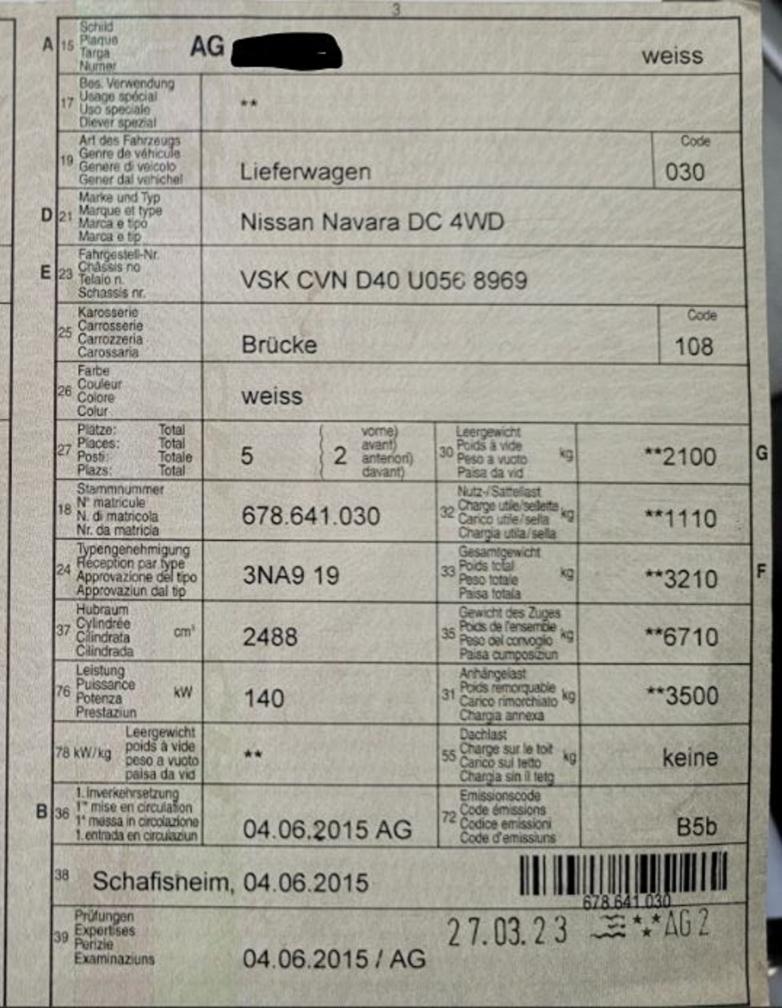 3
A 15 Schild
Plaque
Targa
Numer
AG
weiss
17 Bes. Verwendung
Usage spécial
Uso speciale
Diever spezial
**
19 Art des Fahrzeugs
Genre de véhicule
Genere di veicolo
Gener dal vehichel
Lieferwagen
Code
030
D 21 Marke und Typ
Marque et type
Marca e tipo
Marca e tip
Nissan Navara DC 4WD
E 23 Fahrgestell-Nr.
Châssis no
Telaio n.
Schassis nr.
VSK CVN D40 U056 8969
25 Karosserie
Carrosserie
Carrozzeria
Carossaria
Brücke
Code
108
26 Farbe
Couleur
Colore
Colur
weiss
27 Plätze: Total
Places: Total
Posti: Totale
Plazs: Total
5
2
vorne)
avant)
anteriori)
davant)
30 Leergewicht
Poids à vide
Peso a vuoto
Paisa da vid
kg
**2100
G
18 Stammnummer
N° matricule
N. di matricola
Nr. da matricla
678.641.030
32 Nutz-/Sattellast
Charge utile/sellette
Carico utile/sella
Chargia utila/sella
kg
**1110
24 Typengenehmigung
Réception par type
Approvazione del tipo
Approvaziun dal tip
3NA9 19
33 Gesamtgewicht
Poids total
Peso totale
Paisa totala
kg
**3210
F
37 Hubraum
Cylindrée
Cilindrata
Cilindrada
cm³
2488
35 Gewicht des Zuges
Poids de l'ensemble
Peso del convoglio
Paisa cumposiziun
kg
**6710
76 Leistung
Puissance
Potenza
Prestaziun
kW
140
31 Anhängelast
Poids remorquable
Carico rimorchiato
Chargia annexa
kg
**3500
78 kW/kg
Leergewicht
poids à vide
peso a vuoto
paisa da vid
**
55 Dachlast
Charge sur le toit
Carico sul tetto
Chargia sin il tetg
kg
keine
B 36 1. Inverkehrsetzung
1re mise en circulation
1a messa in circolazione
1. entrada en circulaziun
04.06.2015 AG
72 Emissionscode
Code émissions
Codice emissioni
Code d'emissiuns
B5b
38 Schafisheim, 04.06.2015
678.641.030
39 Prüfungen
Expertises
Perizie
Examinaziuns
27.03.23 AG 2
04.06.2015 / AG